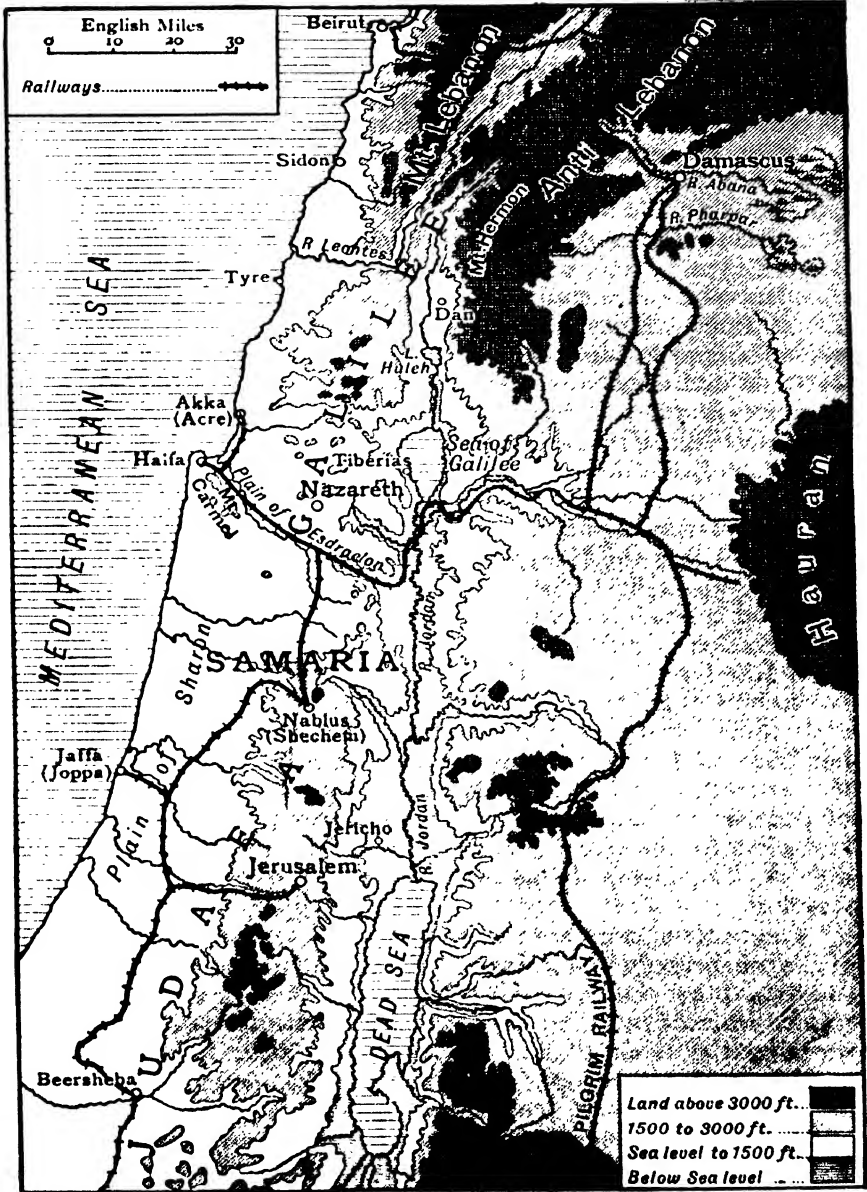 English Miles
0 10 20 30
Railways
Beirut
Mt. Lebanon
Anti Lebanon
Sidon
Damascus
R. Abana
R. Pharpar
Mt. Hermon
R Leontes
Tyre
Dan
L. Huleh
GALILEE
MEDITERRANEAN SEA
Akka
(Acre)
Haifa
Mt.
Carmel
Tiberias
Sea of
Galilee
Nazareth
Plain of Esdraelon
Hauran
R. Jordan
SAMARIA
Plain of Sharon
Nablus
(Shechem)
Jaffa
(Joppa)
Jericho
R. Jordan
Jerusalem
JUDAEA
DEAD SEA
PILGRIM RAILWAY
Beersheba
Land above 3000 ft.
1500 to 3000 ft.
Sea level to 1500 ft.
Below Sea level